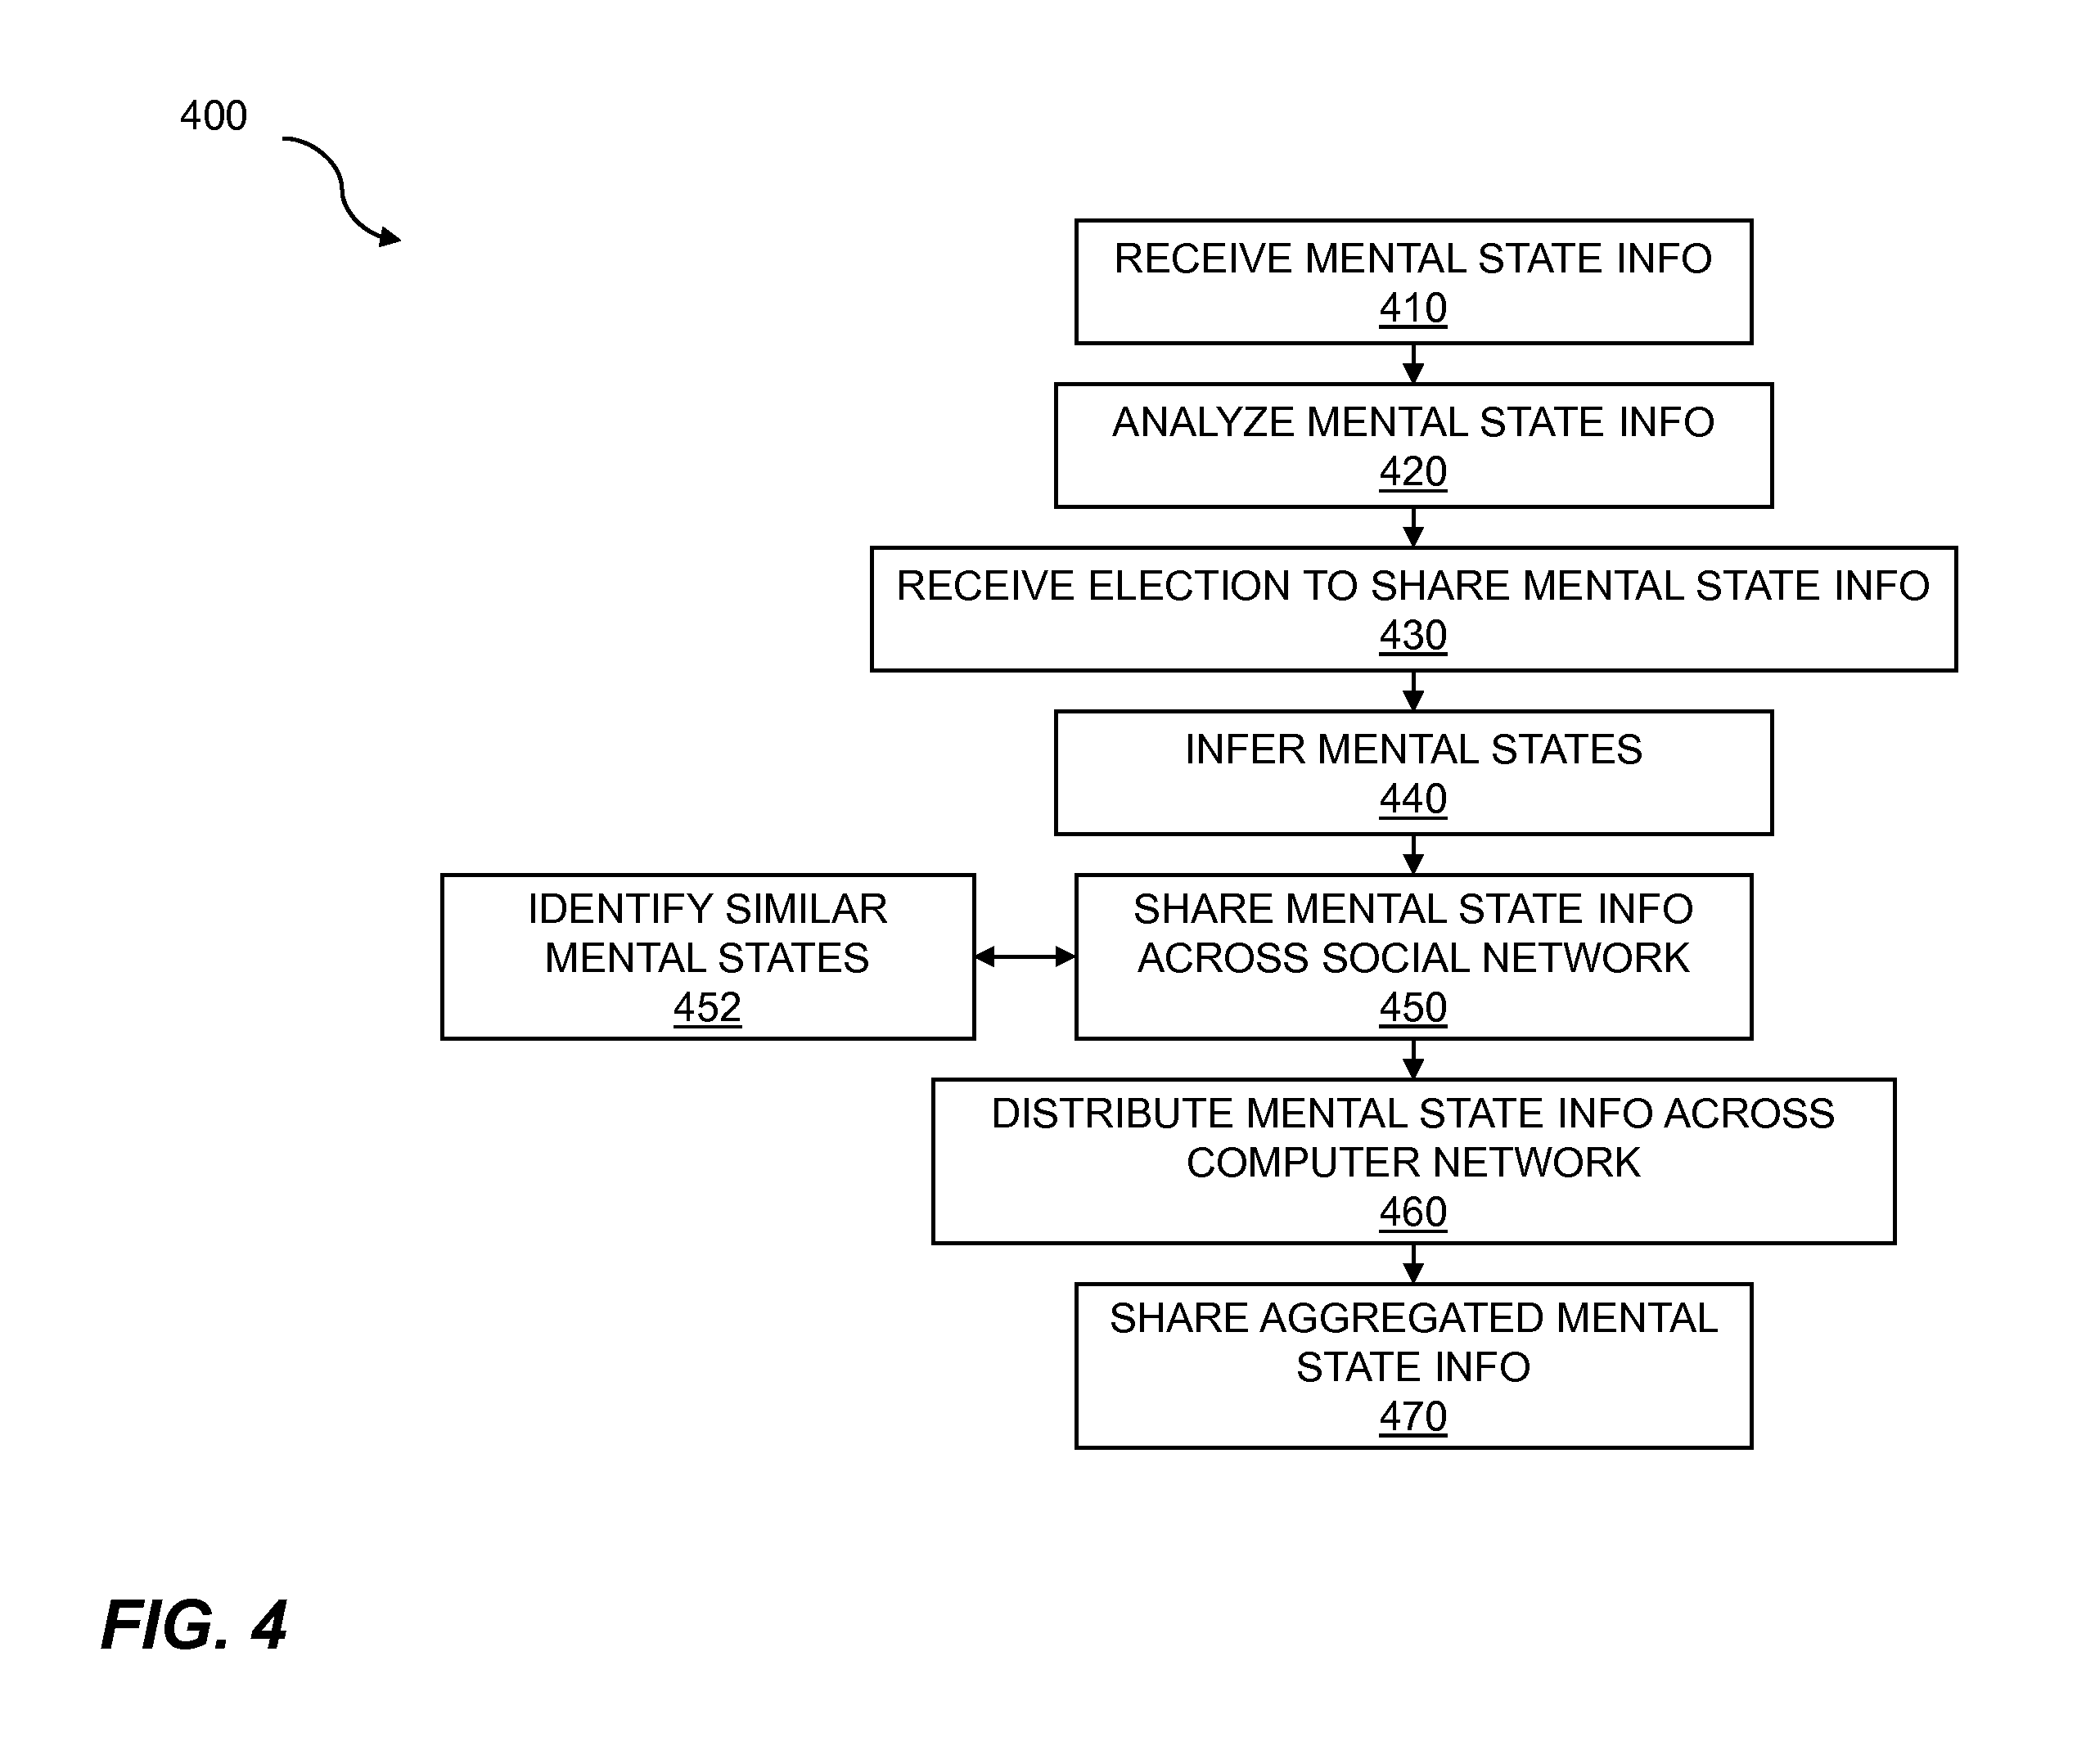 400
RECEIVE MENTAL STATE INFO
410
ANALYZE MENTAL STATE INFO
420
RECEIVE ELECTION TO SHARE MENTAL STATE INFO
430
INFER MENTAL STATES
440
IDENTIFY SIMILAR
MENTAL STATES
452
SHARE MENTAL STATE INFO
ACROSS SOCIAL NETWORK
450
DISTRIBUTE MENTAL STATE INFO ACROSS
COMPUTER NETWORK
460
SHARE AGGREGATED MENTAL
STATE INFO
470
FIG. 4